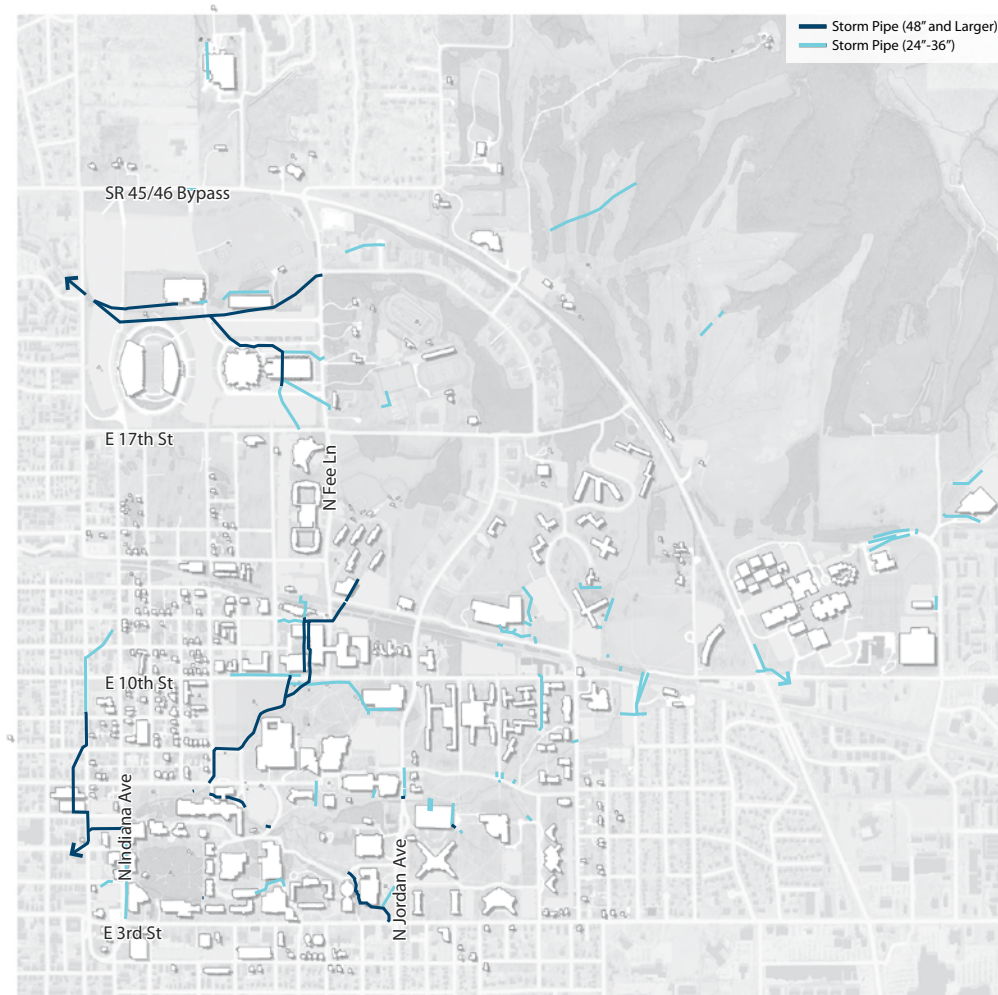 Storm Pipe (48" and Larger)
Storm Pipe (24"-36")
SR 45/46 Bypass
E 17th St
N Fee Ln
E 10th St
N Indiana Ave
N Jordan Ave
E 3rd St